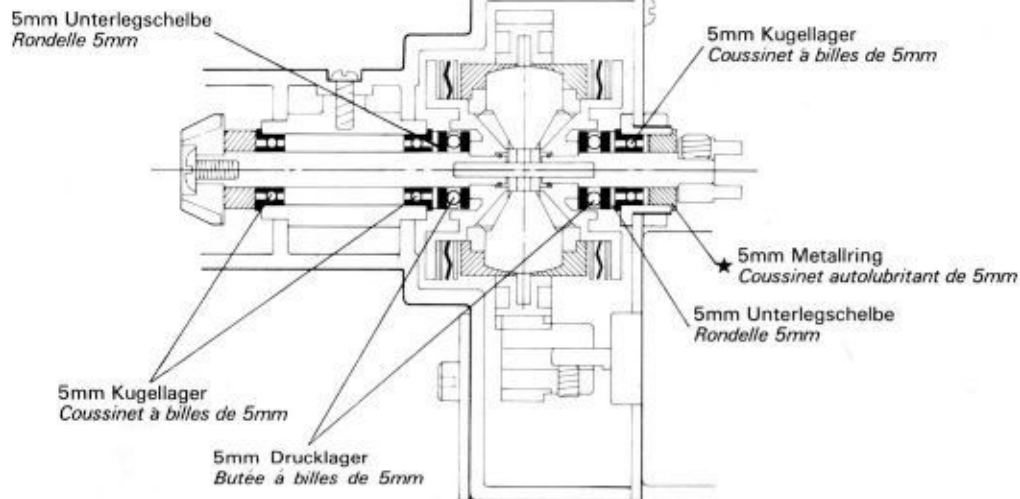 5mm Unterlegschelbe
Rondelle 5mm
5mm Kugellager
Coussinet à billes de 5mm
★ 5mm Metallring
Coussinet autolubritant de 5mm
5mm Unterlegschelbe
Rondelle 5mm
5mm Kugellager
Coussinet à billes de 5mm
5mm Drucklager
Butée á billes de 5mm